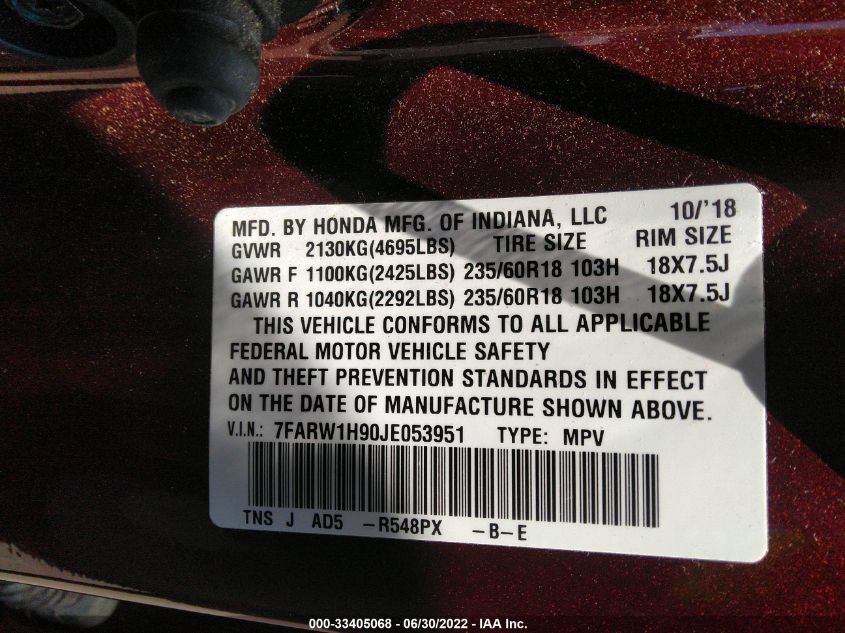 MFD. BY HONDA MFG. OF INDIANA, LLC 10/'18
GVWR 2130KG(4695LBS) TIRE SIZE RIM SIZE
GAWR F 1100KG(2425LBS) 235/60R18 103H 18X7.5J
GAWR R 1040KG(2292LBS) 235/60R18 103H 18X7.5J
THIS VEHICLE CONFORMS TO ALL APPLICABLE
FEDERAL MOTOR VEHICLE SAFETY
AND THEFT PREVENTION STANDARDS IN EFFECT
ON THE DATE OF MANUFACTURE SHOWN ABOVE.
V.I.N.: 7FARW1H90JE053951 TYPE: MPV
TNS J AD5 -R548PX -B-E
000-33405068 - 06/30/2022 - IAA Inc.